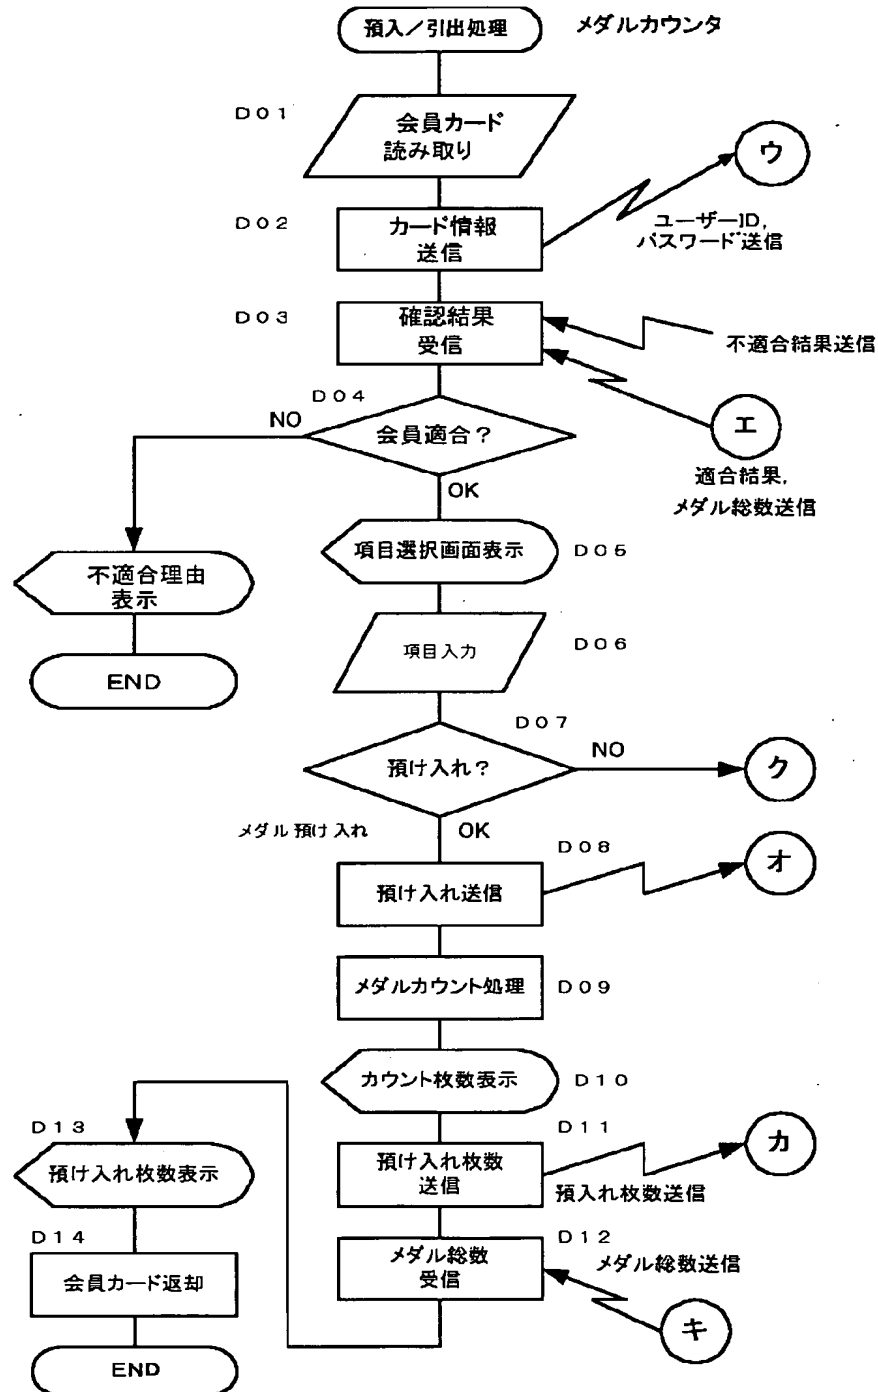 預入／引出処理
メダルカウンタ
D01
会員カード
読み取り
ウ
D02
カード情報
送信
ユーザーID,
パスワード送信
D03
確認結果
受信
不適合結果送信
D04
NO
会員適合？
エ
適合結果,
メダル総数送信
OK
項目選択画面表示
D05
不適合理由
表示
項目入力
D06
END
D07
預け入れ？
NO
ク
メダル預け入れ
OK
D08
預け入れ送信
オ
メダルカウント処理
D09
カウント枚数表示
D10
D13
D11
預け入れ枚数表示
預け入れ枚数
送信
カ
預入れ枚数送信
D14
D12
メダル総数
受信
メダル総数送信
会員カード返却
キ
END